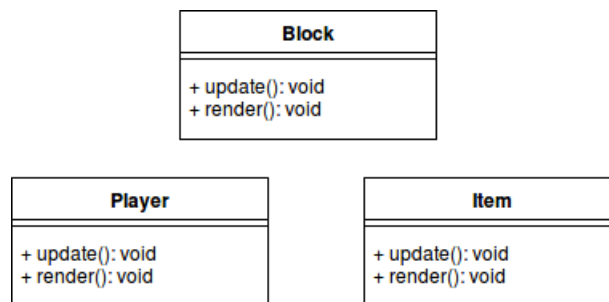 Block
+ update(): void
+ render(): void
Player
+ update(): void
+ render(): void
Item
+ update(): void
+ render(): void